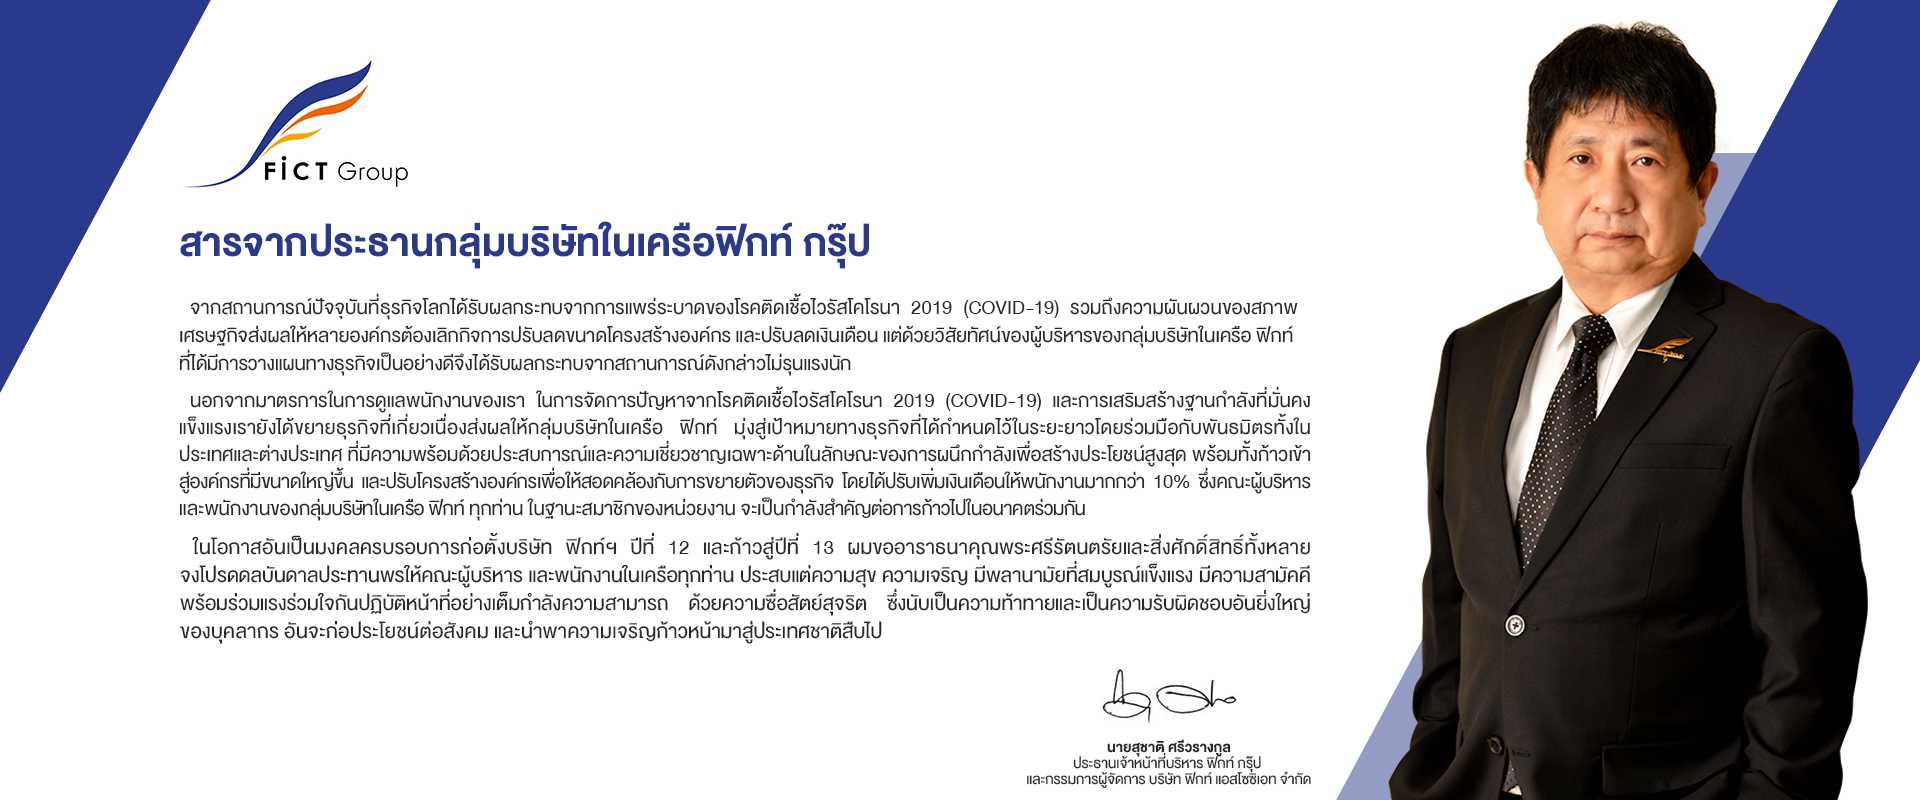 FiCT Group
สารจากประธานกลุ่มบริษัทในเครือฟิกท์ กรุ๊ป
จากสถานการณ์ปัจจุบันที่ธุรกิจโลกได้รับผลกระทบจากการแพร่ระบาดของโรคติดเชื้อไวรัสโคโรนา 2019 (COVID-19) รวมถึงความผันผวนของสภาพ
เศรษฐกิจส่งผลให้หลายองค์กรต้องเลิกกิจการปรับลดขนาดโครงสร้างองค์กร และปรับลดเงินเดือน แต่ด้วยวิสัยทัศน์ของผู้บริหารของกลุ่มบริษัทในเครือ ฟิกท์
ที่ได้มีการวางแผนทางธุรกิจเป็นอย่างดีจึงได้รับผลกระทบจากสถานการณ์ดังกล่าวไม่รุนแรงนัก
นอกจากมาตรการในการดูแลพนักงานของเรา ในการจัดการปัญหาจากโรคติดเชื้อไวรัสโคโรนา 2019 (COVID-19) และการเสริมสร้างฐานกำลังที่มั่นคง
แข็งแรงเรายังได้ขยายธุรกิจที่เกี่ยวเนื่องส่งผลให้กลุ่มบริษัทในเครือ ฟิกท์ มุ่งสู่เป้าหมายทางธุรกิจที่ได้กำหนดไว้ในระยะยาวโดยร่วมมือกับพันธมิตรทั้งใน
ประเทศและต่างประเทศ ที่มีความพร้อมด้วยประสบการณ์และความเชี่ยวชาญเฉพาะด้านในลักษณะของการผนึกกำลังเพื่อสร้างประโยชน์สูงสุด พร้อมทั้งก้าวเข้า
สู่องค์กรที่มีขนาดใหญ่ขึ้น และปรับโครงสร้างองค์กรเพื่อให้สอดคล้องกับการขยายตัวของธุรกิจ โดยได้ปรับเพิ่มเงินเดือนให้พนักงานมากกว่า 10% ซึ่งคณะผู้บริหาร
และพนักงานของกลุ่มบริษัทในเครือ ฟิกท์ ทุกท่าน ในฐานะสมาชิกของหน่วยงาน จะเป็นกำลังสำคัญต่อการก้าวไปในอนาคตร่วมกัน
ในโอกาสอันเป็นมงคลครบรอบการก่อตั้งบริษัท ฟิกท์ฯ ปีที่ 12 และก้าวสู่ปีที่ 13 ผมขออาราธนาคุณพระศรีรัตนตรัยและสิ่งศักดิ์สิทธิ์ทั้งหลาย
จงโปรดดลบันดาลประทานพรให้คณะผู้บริหาร และพนักงานในเครือทุกท่าน ประสบแต่ความสุข ความเจริญ มีพลานามัยที่สมบูรณ์แข็งแรง มีความสามัคคี
พร้อมร่วมแรงร่วมใจกันปฏิบัติหน้าที่อย่างเต็มกำลังความสามารถ ด้วยความซื่อสัตย์สุจริต ซึ่งนับเป็นความท้าทายและเป็นความรับผิดชอบอันยิ่งใหญ่
ของบุคลากร อันจะก่อประโยชน์ต่อสังคม และนำพาความเจริญก้าวหน้ามาสู่ประเทศชาติสืบไป
นายสุชาติ ศรีวรางกูล
ประธานเจ้าหน้าที่บริหาร ฟิกท์ กรุ๊ป
และกรรมการผู้จัดการ บริษัท ฟิกท์ แอสโซซิเอท จำกัด